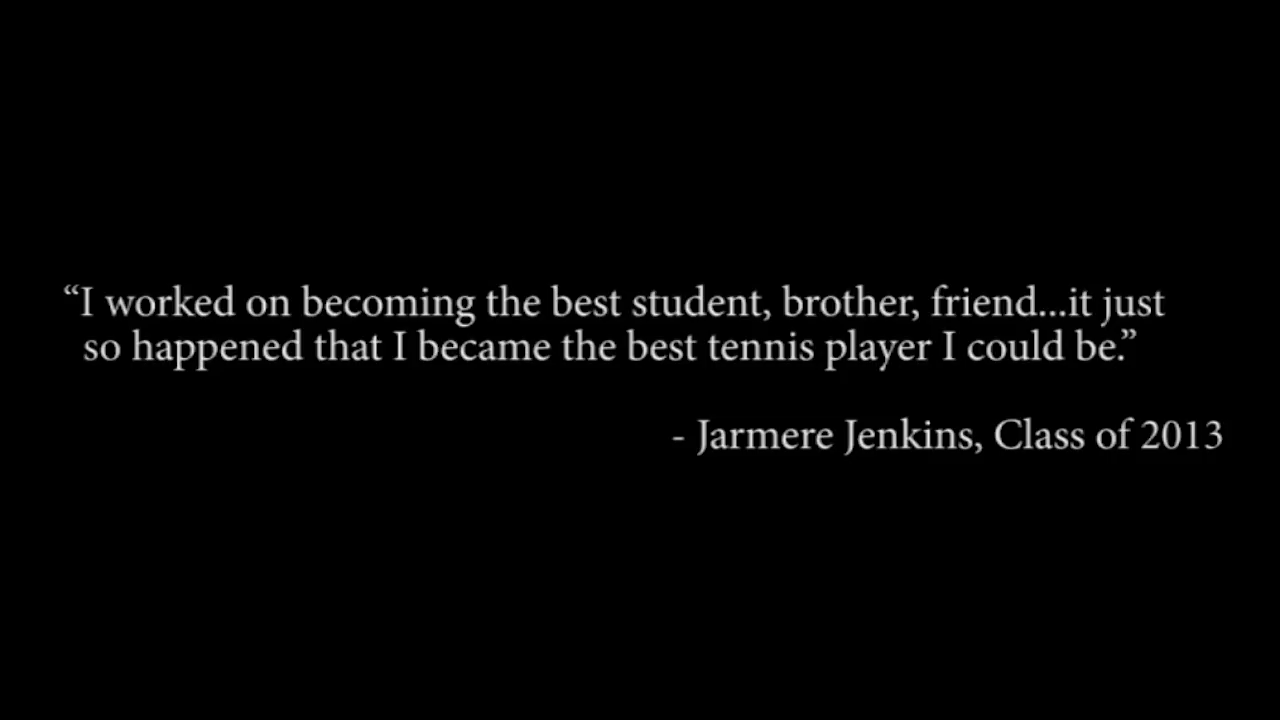 “I worked on becoming the best student, brother, friend...it just
so happened that I became the best tennis player I could be.”
- Jarmere Jenkins, Class of 2013